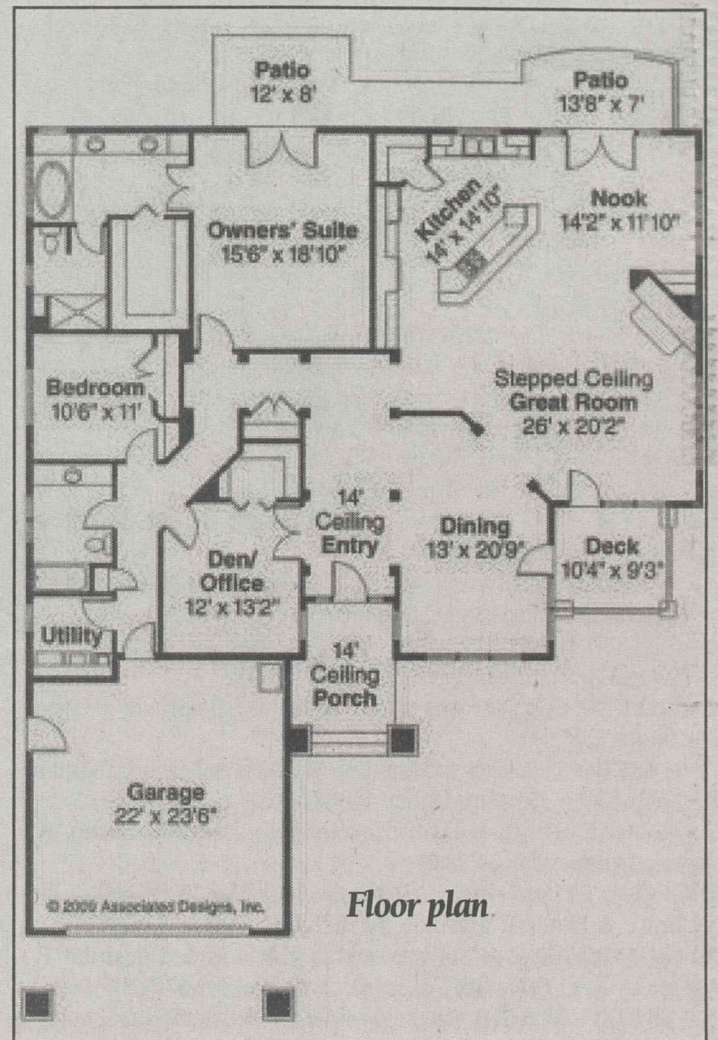 Patio
12' x 8'
Patio
13'8" x 7'
Owners' Suite
15'6" x 18'10"
Kitchen
14' x 14'10"
Nook
14'2" x 11'10"
Bedroom
10'6" x 11'
Stepped Ceiling
Great Room
26' x 20'2"
14'
Ceiling
Entry
Dining
13' x 20'9"
Deck
10'4" x 9'3"
Den/
Office
12' x 13'2"
Utility
14'
Ceiling
Porch
Garage
22' x 23'6"
© 2009 Associated Designs, Inc.
Floor plan